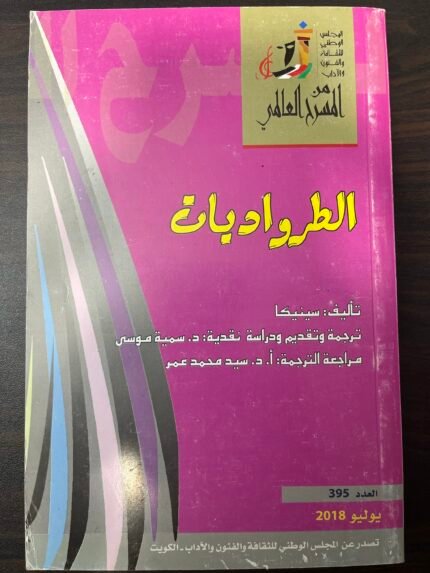 المجلس
الوطني
للثقافة
والفنون
والآداب
من
المسرح العالمي
الطرواديات
تأليف: سينيكا
ترجمة وتقديم ودراسة نقدية: د. سمية موسى
مراجعة الترجمة: أ. د. سيد محمد عمر
العدد 395
يوليو 2018
تصدر عن المجلس الوطني للثقافة والفنون والآداب - الكويت